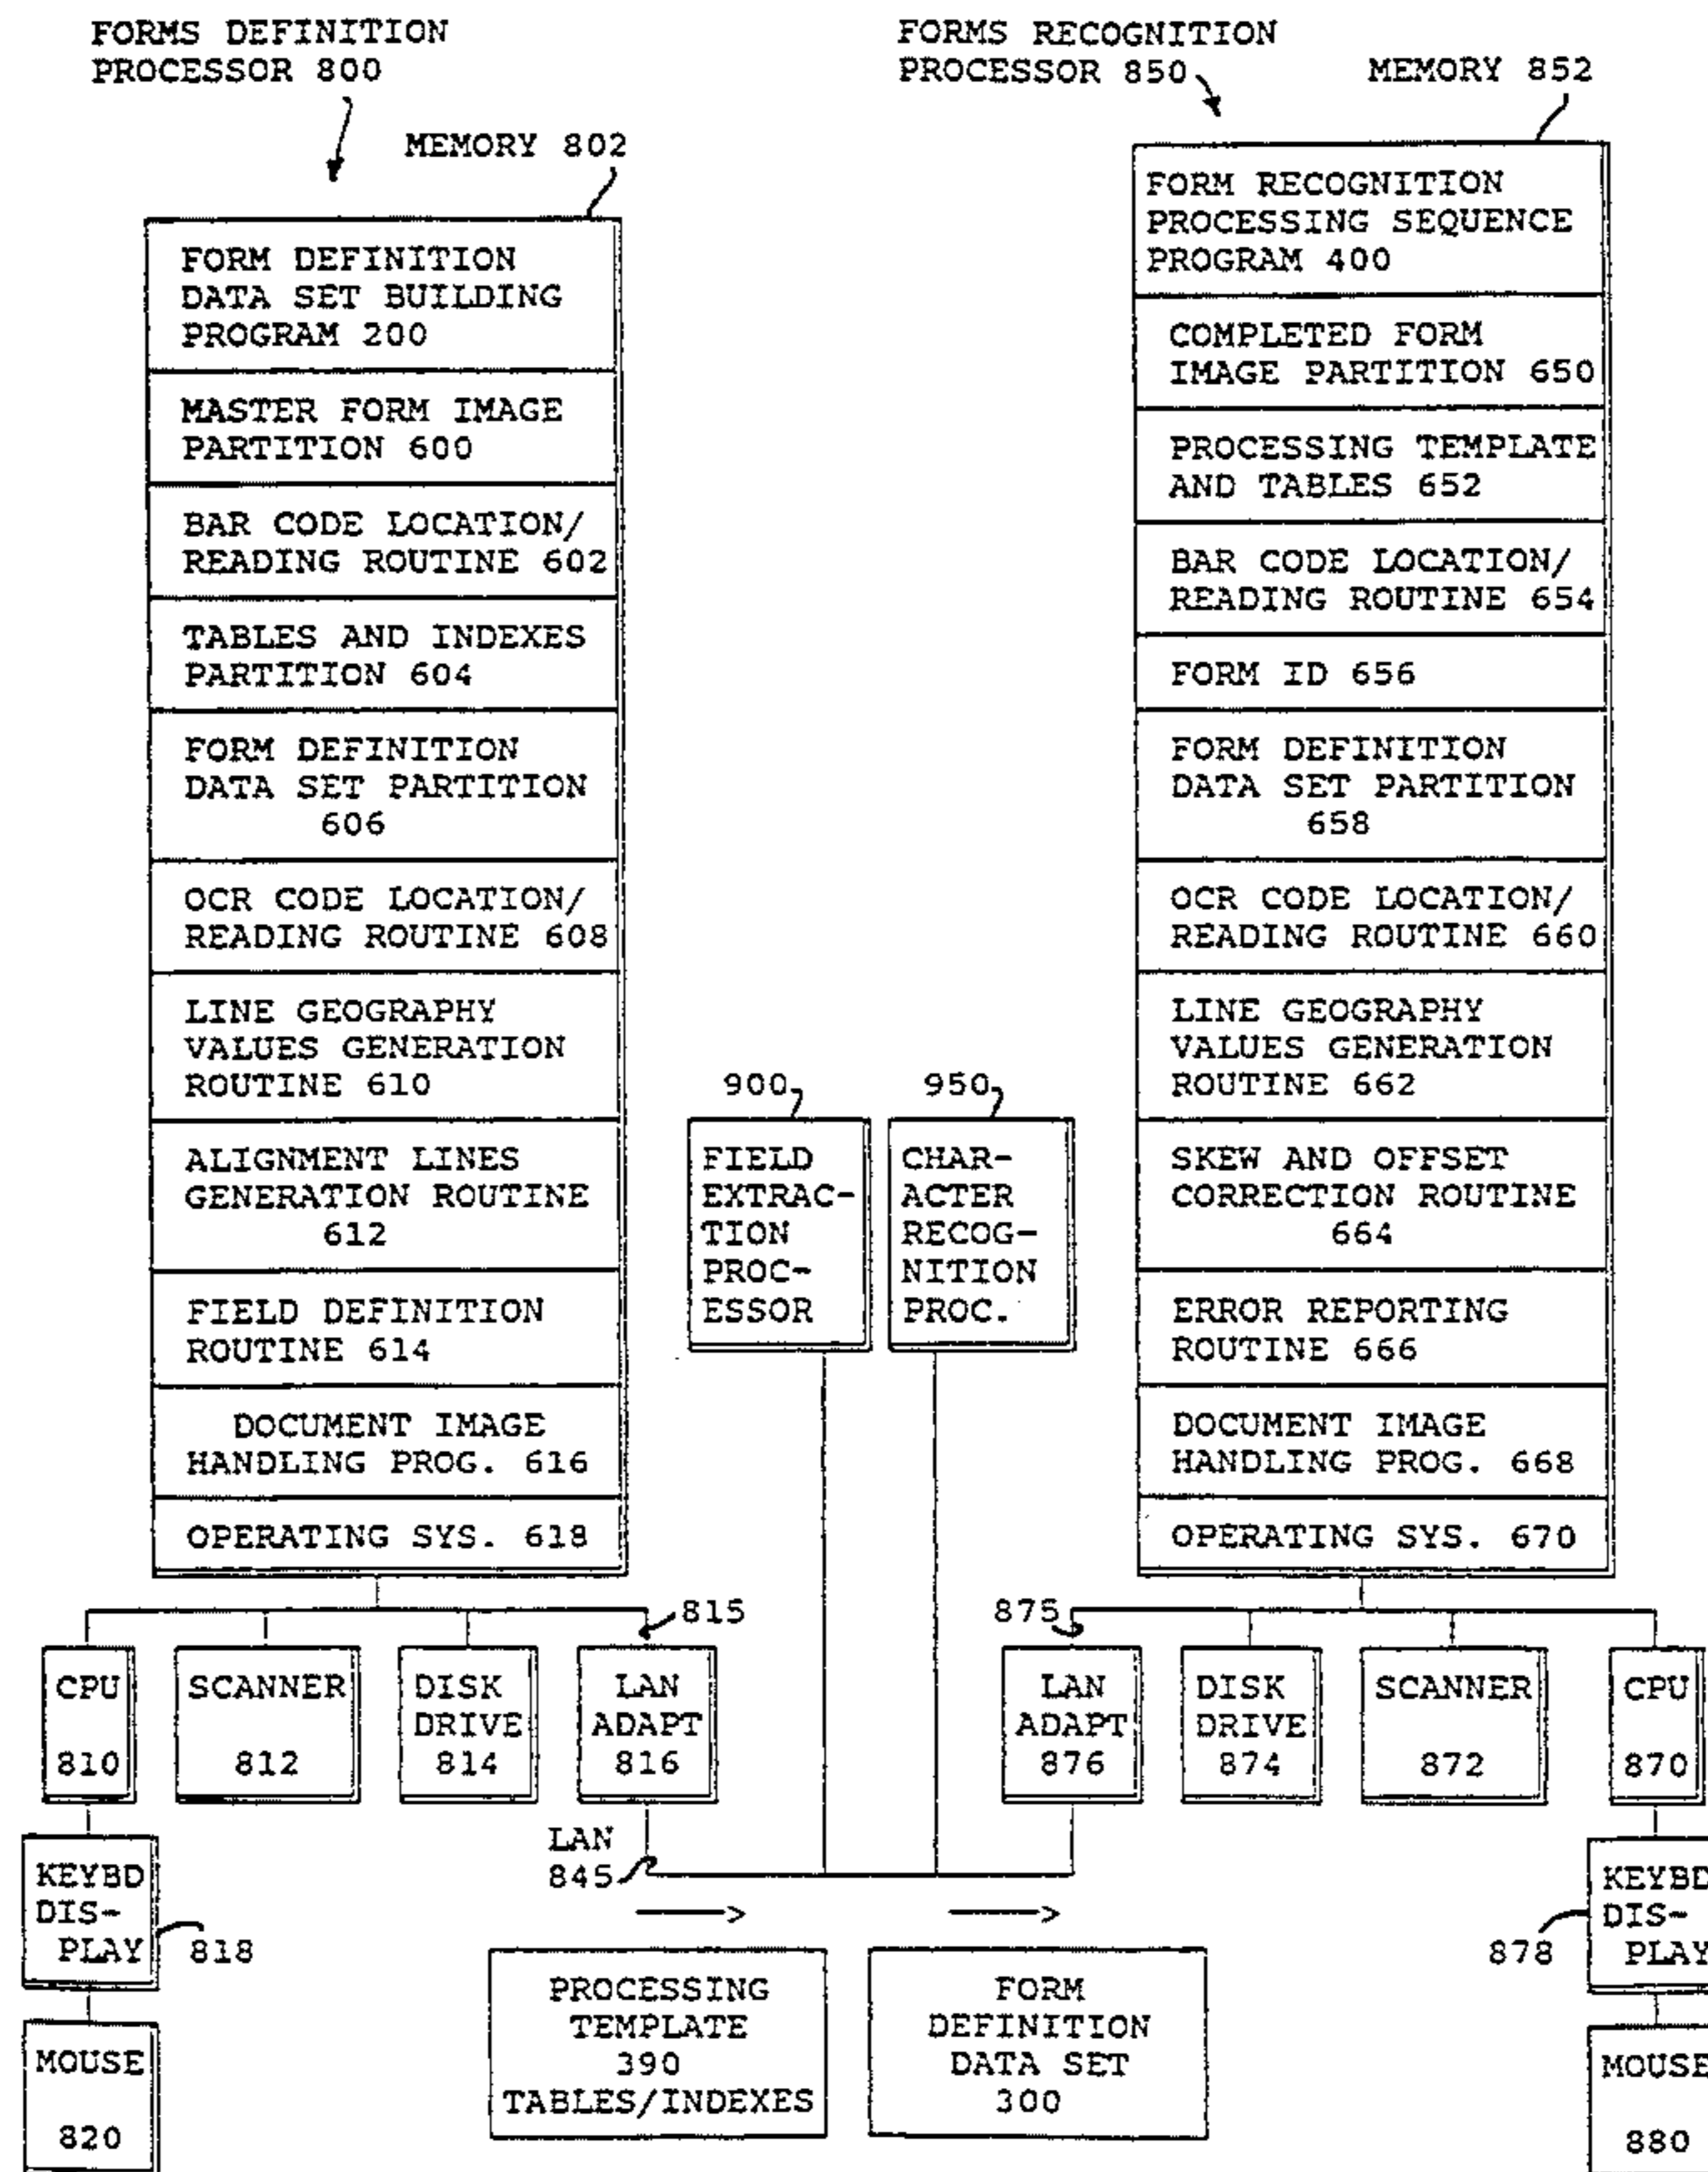 FORMS DEFINITION
PROCESSOR 800
MEMORY 802
FORM DEFINITION
DATA SET BUILDING
PROGRAM 200
MASTER FORM IMAGE
PARTITION 600
BAR CODE LOCATION/
READING ROUTINE 602
TABLES AND INDEXES
PARTITION 604
FORM DEFINITION
DATA SET PARTITION
606
OCR CODE LOCATION/
READING ROUTINE 608
LINE GEOGRAPHY
VALUES GENERATION
ROUTINE 610
ALIGNMENT LINES
GENERATION ROUTINE
612
FIELD DEFINITION
ROUTINE 614
DOCUMENT IMAGE
HANDLING PROG. 616
OPERATING SYS. 618
815
CPU
810
SCANNER
812
DISK
DRIVE
814
LAN
ADAPT
816
KEYBD
DIS-
PLAY
818
MOUSE
820
LAN
845
900
FIELD
EXTRAC-
TION
PROC-
ESSOR
950
CHAR-
ACTER
RECOG-
NITION
PROC.
PROCESSING
TEMPLATE
390
TABLES/INDEXES
FORM
DEFINITION
DATA SET
300
FORMS RECOGNITION
PROCESSOR 850
MEMORY 852
FORM RECOGNITION
PROCESSING SEQUENCE
PROGRAM 400
COMPLETED FORM
IMAGE PARTITION 650
PROCESSING TEMPLATE
AND TABLES 652
BAR CODE LOCATION/
READING ROUTINE 654
FORM ID 656
FORM DEFINITION
DATA SET PARTITION
658
OCR CODE LOCATION/
READING ROUTINE 660
LINE GEOGRAPHY
VALUES GENERATION
ROUTINE 662
SKEW AND OFFSET
CORRECTION ROUTINE
664
ERROR REPORTING
ROUTINE 666
DOCUMENT IMAGE
HANDLING PROG. 668
OPERATING SYS. 670
875
LAN
ADAPT
876
DISK
DRIVE
874
SCANNER
872
CPU
870
KEYBD
DIS-
PLAY
878
MOUSE
880